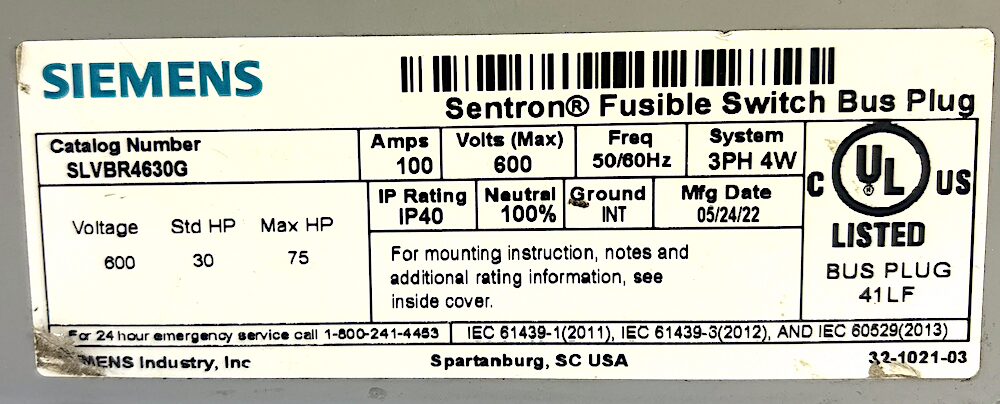 SIEMENS
Sentron® Fusible Switch Bus Plug
Catalog Number
SLVBR4630G
Amps
100
Volts (Max)
600
Freq
50/60Hz
System
3PH 4W
IP Rating
IP40
Neutral
100%
Ground
INT
Mfg Date
05/24/22
Voltage Std HP Max HP
600 30 75
For mounting instruction, notes and
additional rating information, see
inside cover.
C UL® US
LISTED
BUS PLUG
41LF
For 24 hour emergency service call 1-800-241-4453
IEC 61439-1(2011), IEC 61439-6(2012), AND IEC 60529(2013)
Industry, Inc
Spartanburg, SC USA
32-1021-03